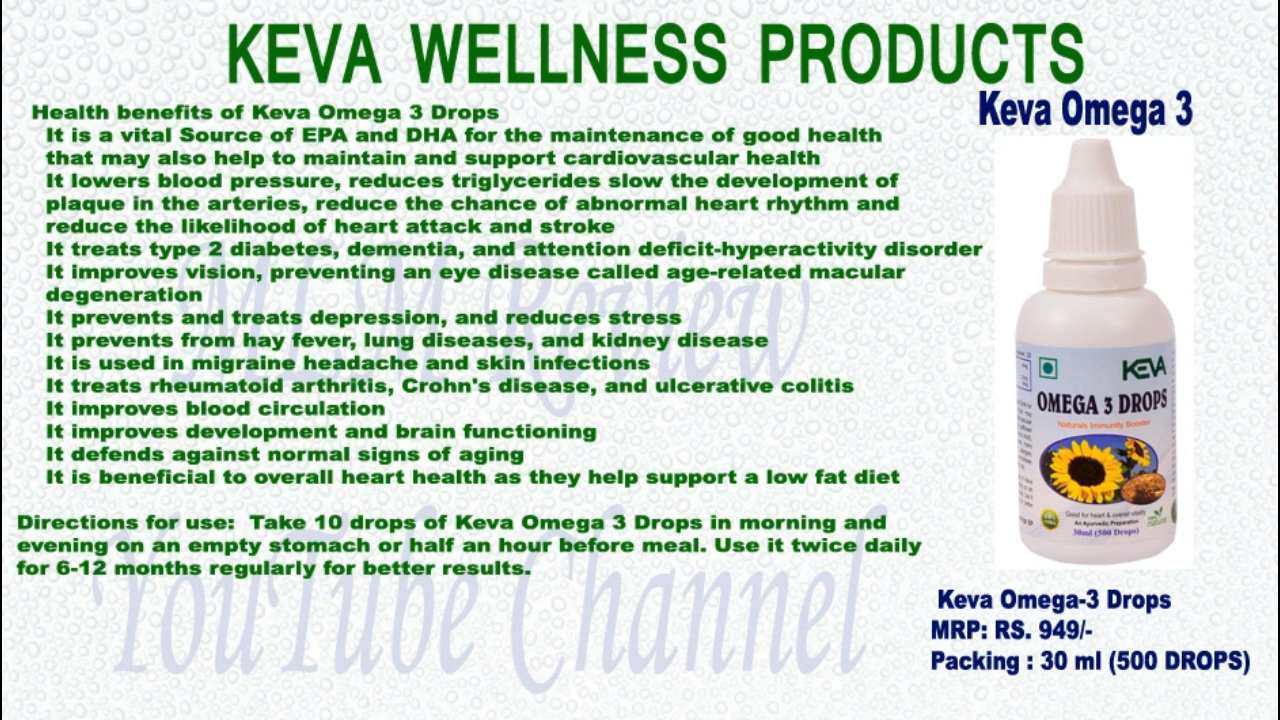 KEVA WELLNESS PRODUCTS
Health benefits of Keva Omega 3 Drops
It is a vital Source of EPA and DHA for the maintenance of good health
that may also help to maintain and support cardiovascular health
It lowers blood pressure, reduces triglycerides slow the development of
plaque in the arteries, reduce the chance of abnormal heart rhythm and
reduce the likelihood of heart attack and stroke
It treats type 2 diabetes, dementia, and attention deficit-hyperactivity disorder
It improves vision, preventing an eye disease called age-related macular
degeneration
It prevents and treats depression, and reduces stress
It prevents from hay fever, lung diseases, and kidney disease
It is used in migraine headache and skin infections
It treats rheumatoid arthritis, Crohn's disease, and ulcerative colitis
It improves blood circulation
It improves development and brain functioning
It defends against normal signs of aging
It is beneficial to overall heart health as they help support a low fat diet
Directions for use: Take 10 drops of Keva Omega 3 Drops in morning and
evening on an empty stomach or half an hour before meal. Use it twice daily
for 6-12 months regularly for better results.
MLM Review
YouTube Channel
Keva Omega 3
KEVA
OMEGA 3 DROPS
Naturals Immunity Booster
Good for heart & overall vitality
An Ayurvedic Preparation
natural
30ml (500 Drops)
Keva Omega-3 Drops
MRP: RS. 949/-
Packing : 30 ml (500 DROPS)